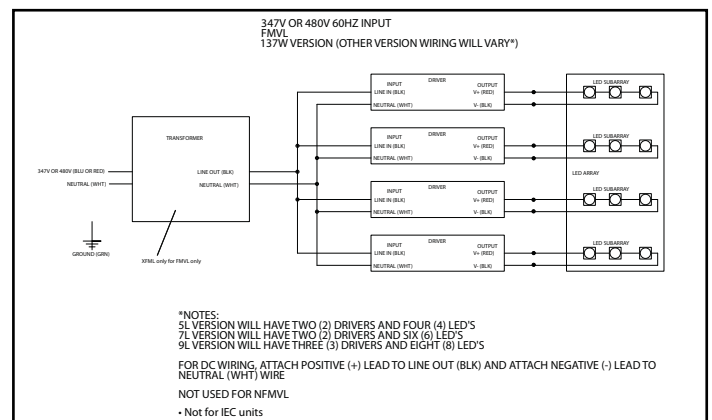 347V OR 480V 60HZ INPUT
FMVL
137W VERSION (OTHER VERSION WIRING WILL VARY*)
INPUT
DRIVER
OUTPUT
LINE IN (BLK)
V+ (RED)
NEUTRAL (WHT)
V- (BLK)
LED SUBARRAY
INPUT
DRIVER
OUTPUT
LINE IN (BLK)
V+ (RED)
NEUTRAL (WHT)
V- (BLK)
LED SUBARRAY
TRANSFORMER
347V OR 480V (BLU OR RED)
LINE OUT (BLK)
NEUTRAL (WHT)
NEUTRAL (WHT)
LED ARRAY
INPUT
DRIVER
OUTPUT
LINE IN (BLK)
V+ (RED)
NEUTRAL (WHT)
V- (BLK)
LED SUBARRAY
INPUT
DRIVER
OUTPUT
LINE IN (BLK)
V+ (RED)
NEUTRAL (WHT)
V- (BLK)
LED SUBARRAY
GROUND (GRN)
XFML only for FMVL only
*NOTES:
5L VERSION WILL HAVE TWO (2) DRIVERS AND FOUR (4) LED'S
7L VERSION WILL HAVE TWO (2) DRIVERS AND SIX (6) LED'S
9L VERSION WILL HAVE THREE (3) DRIVERS AND EIGHT (8) LED'S
FOR DC WIRING, ATTACH POSITIVE (+) LEAD TO LINE OUT (BLK) AND ATTACH NEGATIVE (-) LEAD TO
NEUTRAL (WHT) WIRE
NOT USED FOR NFMVL
• Not for IEC units